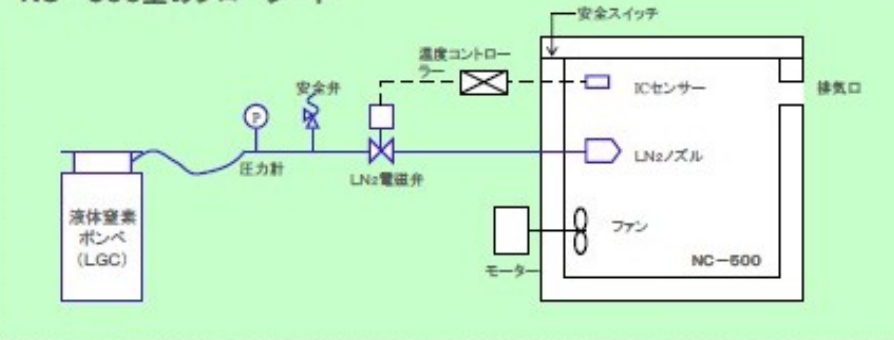 安全スイッチ
温度コントロー
ラー
安全弁
ICセンサー
排気口
P
圧力計
LN2電磁弁
LN2ノズル
液体窒素
ボンベ
(LGC)
ファン
モーター
NC-500